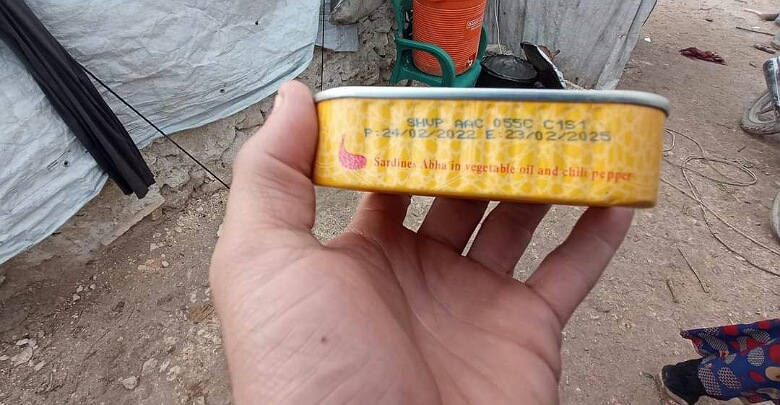 SHVP AAC 055C C1S1
P:24/02/2022 E:23/02/2025
Sardines Abha in vegetable oil and chili pepper